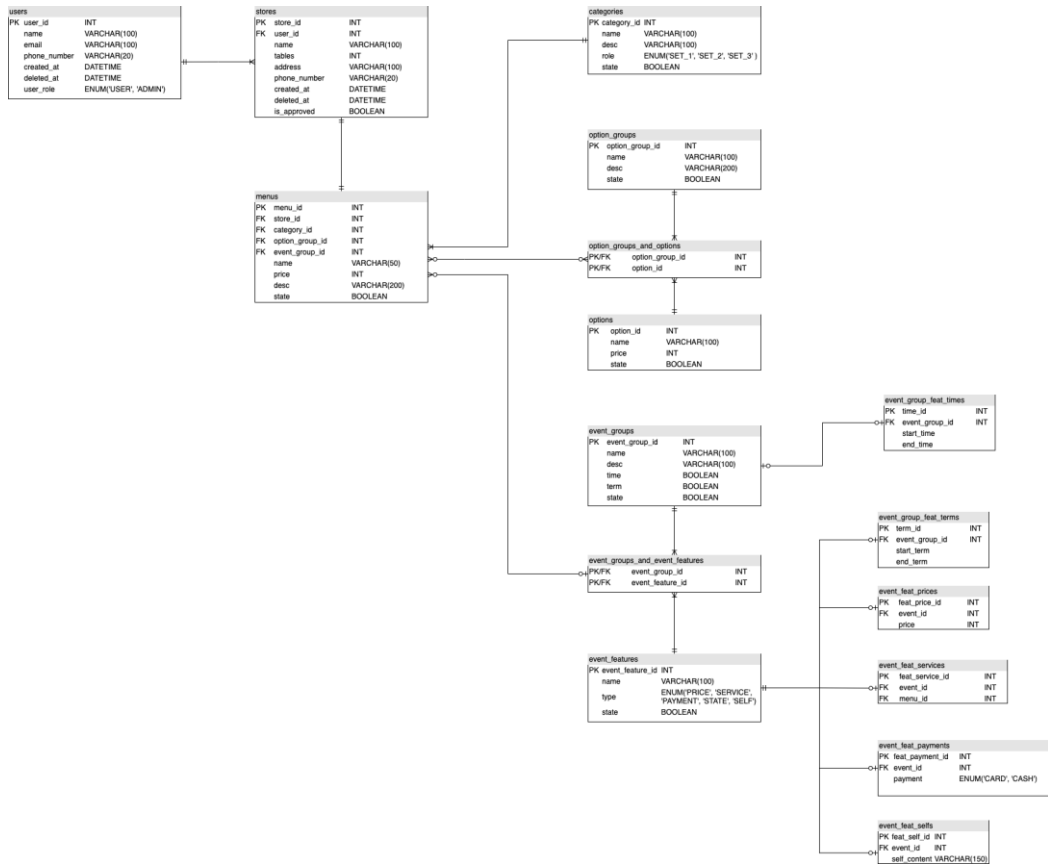 users
PK user_id INT
name VARCHAR(100)
email VARCHAR(100)
phone_number VARCHAR(20)
created_at DATETIME
deleted_at DATETIME
user_role ENUM('USER', 'ADMIN')
stores
PK store_id INT
FK user_id INT
name VARCHAR(100)
tables INT
address VARCHAR(100)
phone_number VARCHAR(20)
created_at DATETIME
deleted_at DATETIME
is_approved BOOLEAN
categories
PK category_id INT
name VARCHAR(100)
desc VARCHAR(100)
role ENUM('SET_1', 'SET_2', 'SET_3' )
state BOOLEAN
option_groups
PK option_group_id INT
name VARCHAR(100)
desc VARCHAR(200)
state BOOLEAN
menus
PK menu_id INT
FK store_id INT
FK category_id INT
FK option_group_id INT
FK event_group_id INT
name VARCHAR(50)
price INT
desc VARCHAR(200)
state BOOLEAN
option_groups_and_options
PK/FK option_group_id INT
PK/FK option_id INT
options
PK option_id INT
name VARCHAR(100)
price INT
state BOOLEAN
event_group_feat_times
PK time_id INT
FK event_group_id INT
start_time
end_time
event_groups
PK event_group_id INT
name VARCHAR(100)
desc VARCHAR(100)
time BOOLEAN
term BOOLEAN
state BOOLEAN
event_group_feat_terms
PK term_id INT
FK event_group_id INT
start_term
end_term
event_groups_and_event_features
PK/FK event_group_id INT
PK/FK event_feature_id INT
event_feat_prices
PK feat_price_id INT
FK event_id INT
price INT
event_features
PK event_feature_id INT
name VARCHAR(100)
type ENUM('PRICE', 'SERVICE',
'PAYMENT', 'STATE', 'SELF')
state BOOLEAN
event_feat_services
PK feat_service_id INT
FK event_id INT
FK menu_id INT
event_feat_payments
PK feat_payment_id INT
FK event_id INT
payment ENUM('CARD', 'CASH')
event_feat_selfs
PK feat_self_id INT
FK event_id INT
self_content VARCHAR(150)